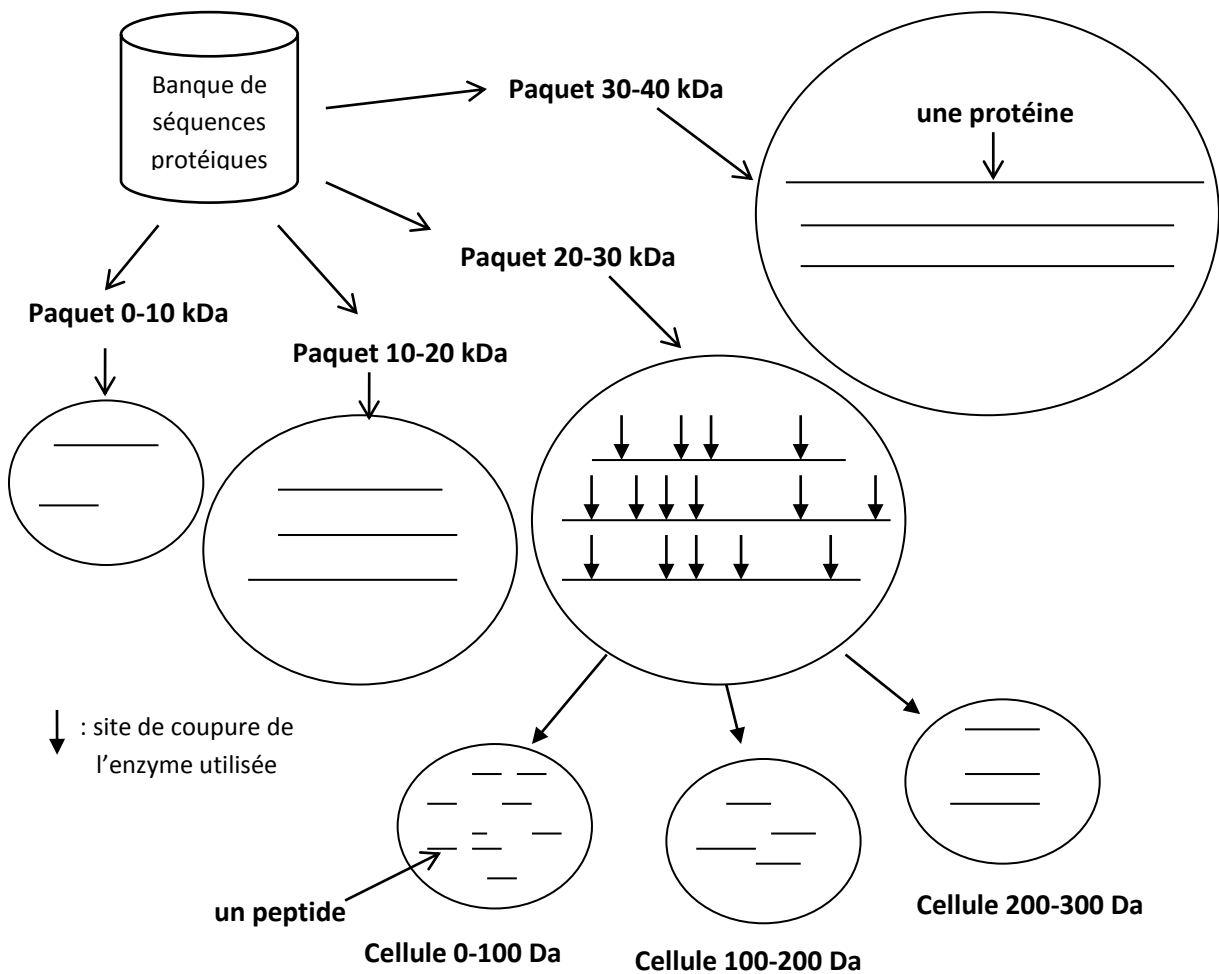 Banque de
séquences
protéiques
Paquet 30-40 kDa
une protéine
Paquet 20-30 kDa
Paquet 0-10 kDa
Paquet 10-20 kDa
: site de coupure de
l’enzyme utilisée
un peptide
Cellule 0-100 Da
Cellule 100-200 Da
Cellule 200-300 Da